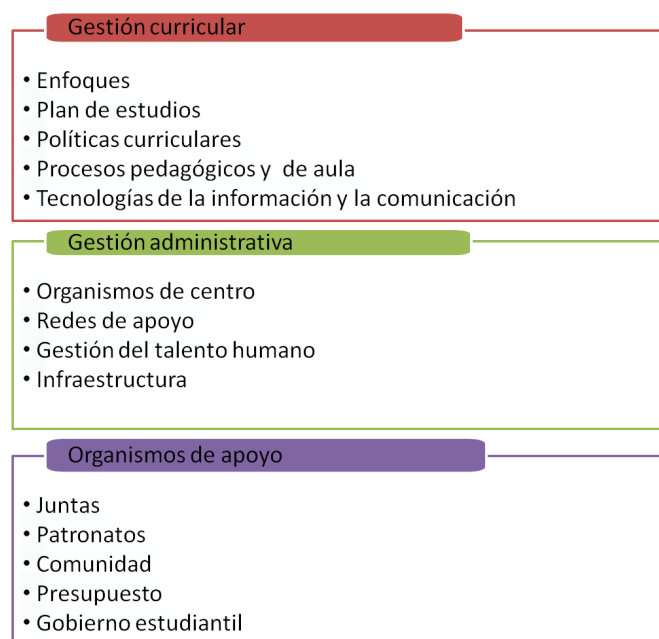 Gestión curricular
• Enfoques
• Plan de estudios
• Políticas curriculares
• Procesos pedagógicos y de aula
• Tecnologías de la información y la comunicación
Gestión administrativa
• Organismos de centro
• Redes de apoyo
• Gestión del talento humano
• Infraestructura
Organismos de apoyo
• Juntas
• Patronatos
• Comunidad
• Presupuesto
• Gobierno estudiantil